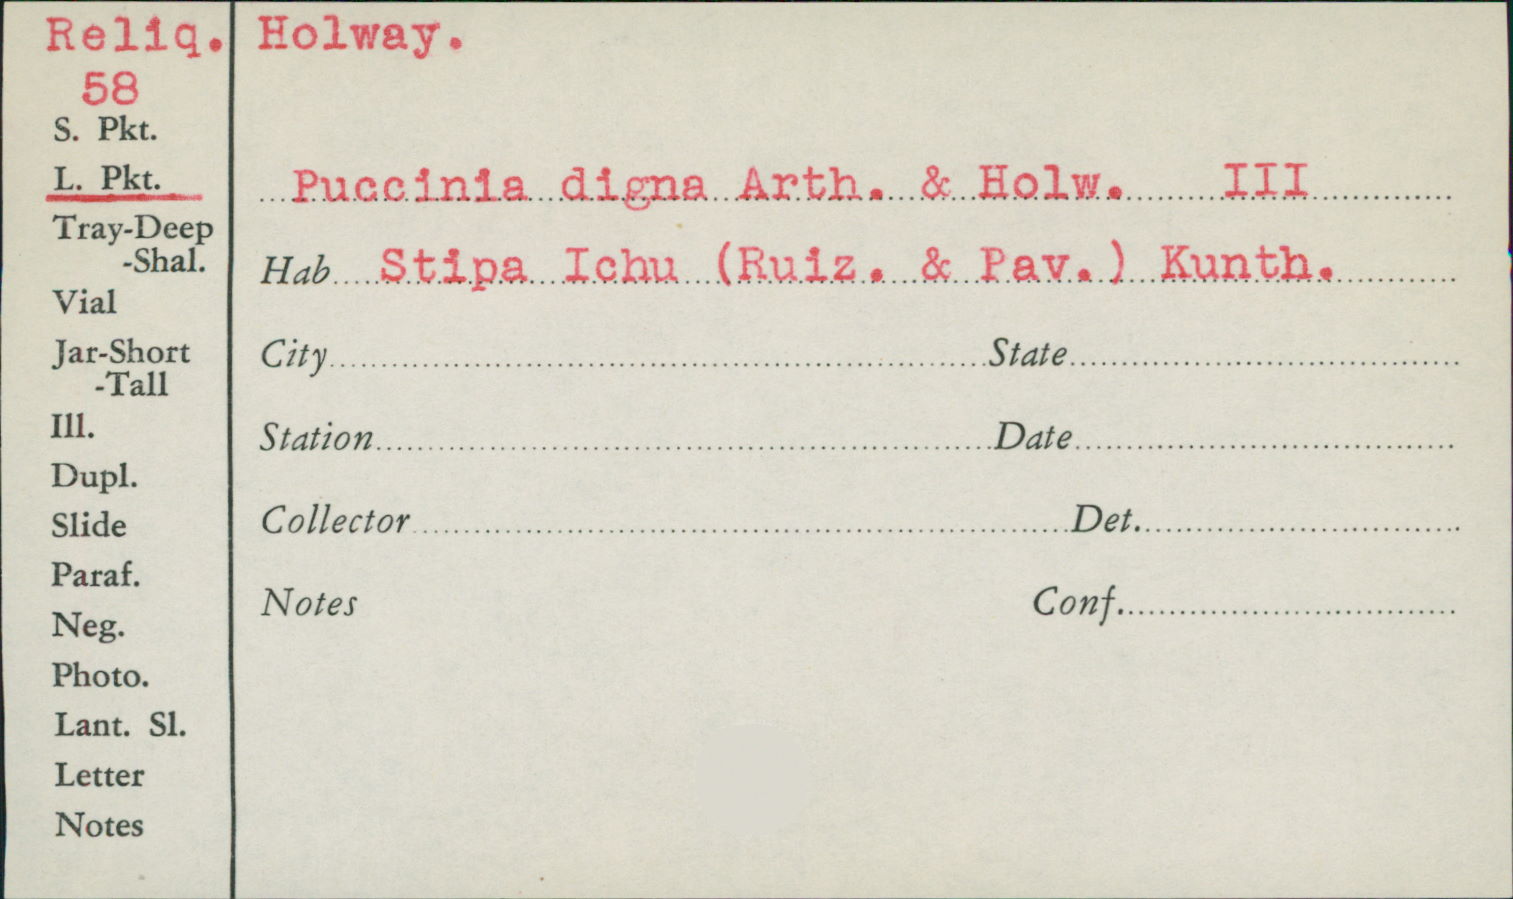 Reliq. Holway.
58
S. Pkt.
L. Pkt.
Puccinia digna Arth. & Holw. III
Tray-Deep
-Shal.
Hab Stipa Ichu (Ruiz. & Pav.) Kunth.
Vial
Jar-Short
-Tall
City State
Ill.
Station Date
Dupl.
Slide
Collector Det.
Paraf.
Neg.
Notes Conf.
Photo.
Lant. Sl.
Letter
Notes